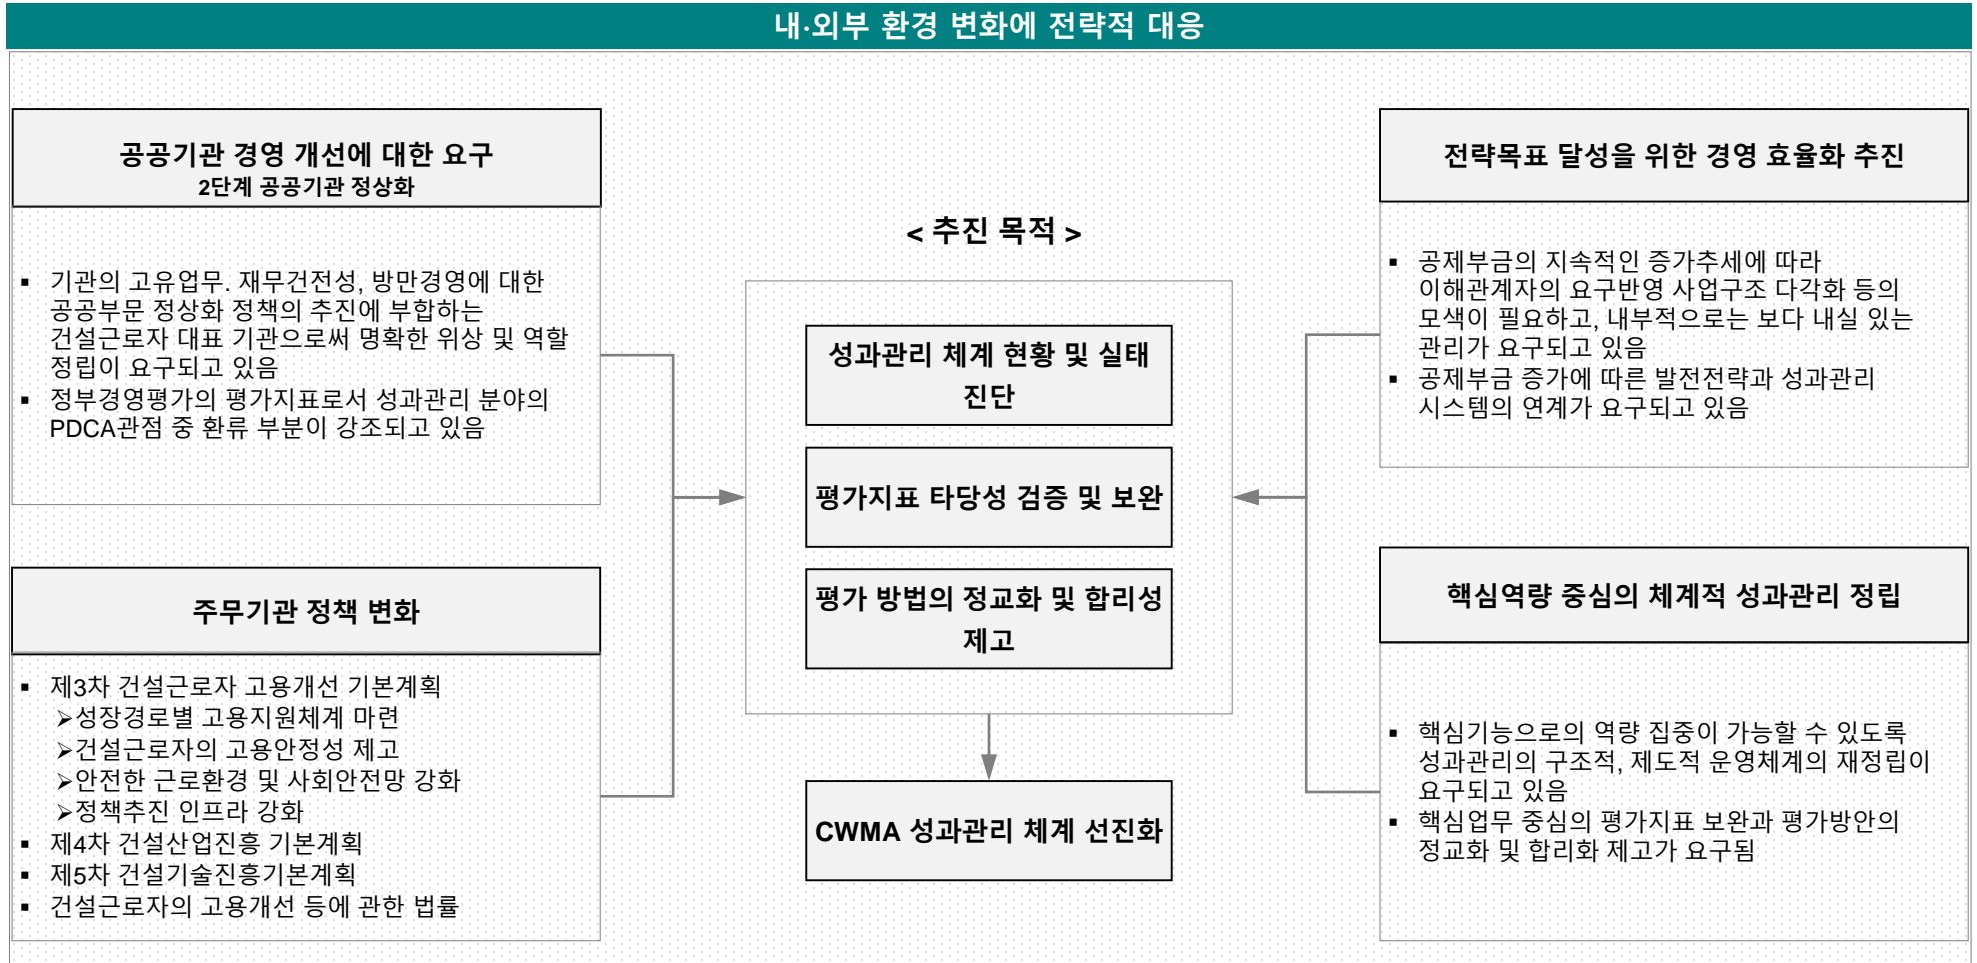 내·외부 환경 변화에 전략적 대응
공공기관 경영 개선에 대한 요구
2단계 공공기관 정상화
▪ 기관의 고유업무. 재무건전성, 방만경영에 대한
공공부문 정상화 정책의 추진에 부합하는
건설근로자 대표 기관으로써 명확한 위상 및 역할
정립이 요구되고 있음
▪ 정부경영평가의 평가지표로서 성과관리 분야의
PDCA관점 중 환류 부분이 강조되고 있음
주무기관 정책 변화
▪ 제3차 건설근로자 고용개선 기본계획
➢성장경로별 고용지원체계 마련
➢건설근로자의 고용안정성 제고
➢안전한 근로환경 및 사회안전망 강화
➢정책추진 인프라 강화
▪ 제4차 건설산업진흥 기본계획
▪ 제5차 건설기술진흥기본계획
▪ 건설근로자의 고용개선 등에 관한 법률
< 추진 목적 >
성과관리 체계 현황 및 실태
진단
평가지표 타당성 검증 및 보완
평가 방법의 정교화 및 합리성
제고
CWMA 성과관리 체계 선진화
전략목표 달성을 위한 경영 효율화 추진
▪ 공제부금의 지속적인 증가추세에 따라
이해관계자의 요구반영 사업구조 다각화 등의
모색이 필요하고, 내부적으로는 보다 내실 있는
관리가 요구되고 있음
▪ 공제부금 증가에 따른 발전전략과 성과관리
시스템의 연계가 요구되고 있음
핵심역량 중심의 체계적 성과관리 정립
▪ 핵심기능으로의 역량 집중이 가능할 수 있도록
성과관리의 구조적, 제도적 운영체계의 재정립이
요구되고 있음
▪ 핵심업무 중심의 평가지표 보완과 평가방안의
정교화 및 합리화 제고가 요구됨